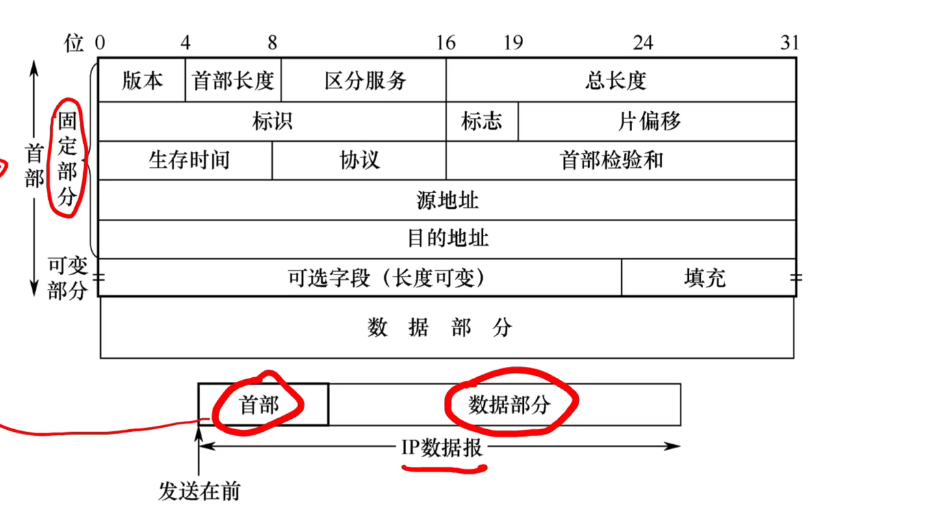 位 0 4 8 16 19 24 31
版本 首部长度 区分服务 总长度
标识 标志 片偏移
生存时间 协议 首部检验和
源地址
目的地址
可选字段（长度可变） 填充
数据部分
首部
固定部分
可变
部分
首部 数据部分
IP数据报
发送在前